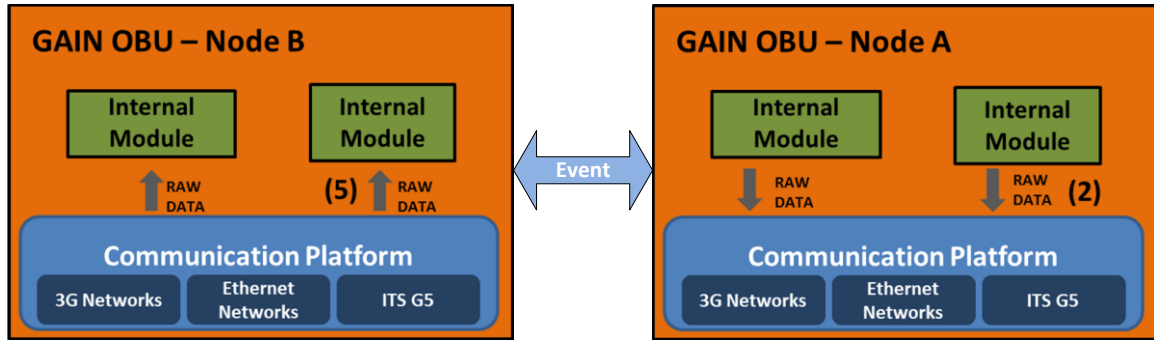 GAIN OBU – Node B
Internal
Module
Internal
Module
RAW
DATA
(5)
RAW
DATA
Communication Platform
3G Networks
Ethernet
Networks
ITS G5
Event
GAIN OBU – Node A
Internal
Module
Internal
Module
RAW
DATA
RAW
DATA
(2)
Communication Platform
3G Networks
Ethernet
Networks
ITS G5